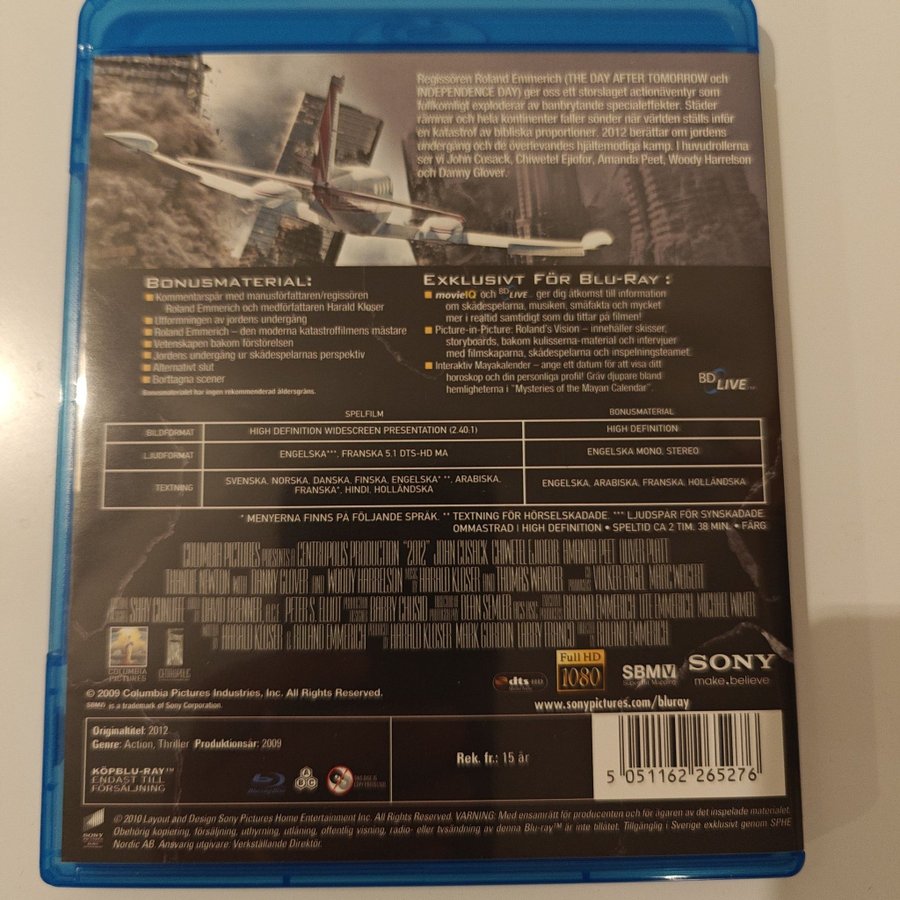 Regissören Roland Emmerich (THE DAY AFTER TOMORROW och
INDEPENDENCE DAY) ger oss ett storslaget actionäventyr som
fullkomligt exploderar av banbrytande specialeffekter. Städer
rämnar och hela kontinenter faller sönder när världen ställs inför
en katastrof av bibliska proportioner. 2012 berättar om jordens
undergång och de överlevandes hjältemodiga kamp. I huvudrollerna
ser vi John Cusack, Chiwetel Ejiofor, Amanda Peet, Woody Harrelson
och Danny Glover.
BONUSMATERIAL:
Kommentarspår med manusförfattaren/regissören
Roland Emmerich och medförfattaren Harald Kloser
Utformningen av jordens undergång
Roland Emmerich – den moderna katastroffilmens mästare
Vetenskapen bakom förstörelsen
Jordens undergång ur skådespelarnas perspektiv
Alternativt slut
Borttagna scener
Bonusmaterialet har ingen rekommenderad åldersgräns.
EXKLUSIVT FÖR BLU-RAY :
movieIQ och BD LIVE ger dig åtkomst till information
om skådespelarna, musiken, småfakta och mycket
mer i realtid samtidigt som du tittar på filmen!
Picture-in-Picture: Roland's Vision – innehåller skisser,
storyboards, bakom kulisserna-material och intervjuer
med filmskaparna, skådespelarna och inspelningsteamet.
Interaktiv Mayakalender – ange ett datum för att visa ditt
horoskop och din personliga profil! Gräv djupare bland
hemligheterna i "Mysteries of the Mayan Calendar".
BD LIVE
SPELFILM BONUSMATERIAL
BILDFORMAT HIGH DEFINITION WIDESCREEN PRESENTATION (2.40:1) HIGH DEFINITION
LJUDFORMAT ENGELSKA***, FRANSKA 5.1 DTS-HD MA ENGELSKA MONO, STEREO
TEXTNING SVENSKA, NORSKA, DANSKA, FINSKA, ENGELSKA* **, ARABISKA,
FRANSKA*, HINDI, HOLLÄNDSKA ENGELSKA, ARABISKA, FRANSKA, HOLLÄNDSKA
* MENYERNA FINNS PÅ FÖLJANDE SPRÅK. ** TEXTNING FÖR HÖRSELSKADADE. *** LJUDSPÅR FÖR SYNSKADADE.
OMMASTRAD I HIGH DEFINITION • SPELTID CA 2 TIM. 38 MIN. • FÄRG
COLUMBIA PICTURES PRESENTS A CENTROPOLIS PRODUCTION "2012" JOHN CUSACK CHIWETEL EJIOFOR AMANDA PEET OLIVER PLATT
THANDIE NEWTON WITH DANNY GLOVER UND WOODY HARRELSON HARALD KLOSER UND THOMAS WANDER VOLKER ENGEL MARC WEIGERT
DAVID BRENNER PETER S. ELLIOT BARRY CHUSID DEAN SEMLER ROLAND EMMERICH UTE EMMERICH MICHAEL WIMER
HARALD KLOSER & ROLAND EMMERICH HARALD KLOSER MARK GORDON LARRY FRANCO ROLAND EMMERICH
COLUMBIA
PICTURES
CENTROPOLIS
dts-HD
Full HD
1080
SBMV
SONY
make.believe
© 2009 Columbia Pictures Industries, Inc. All Rights Reserved.
SBMV is a trademark of Sony Corporation.
www.sonypictures.com/bluray
Originaltitel: 2012
Genre: Action, Thriller Produktionsår: 2009
KÖPBLU-RAY™
ENDAST TILL
FÖRSÄLJNING
Blu-ray Disc
A B C
Rek. fr.: 15 år
5 051162 265276
SONY
© 2010 Layout and Design Sony Pictures Home Entertainment Inc. All Rights Reserved. VARNING: Med ensamrätt för producenten och för ägaren av det inspelade materialet.
Obehörig kopiering, försäljning, uthyrning, utlåning, offentlig visning, radio- eller tvsändning av denna Blu-ray™ är inte tillåtet. Tillgänglig i Sverige exklusivt genom SPHE
Nordic AB. Ansvarig utgivare: Verkställande Direktör.